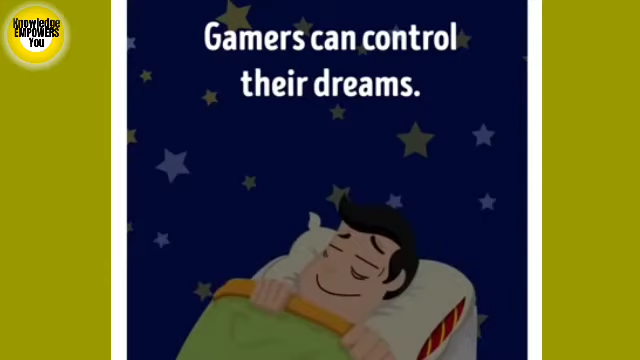 Knowledge
EMPOWERS
You
Gamers can control
their dreams.